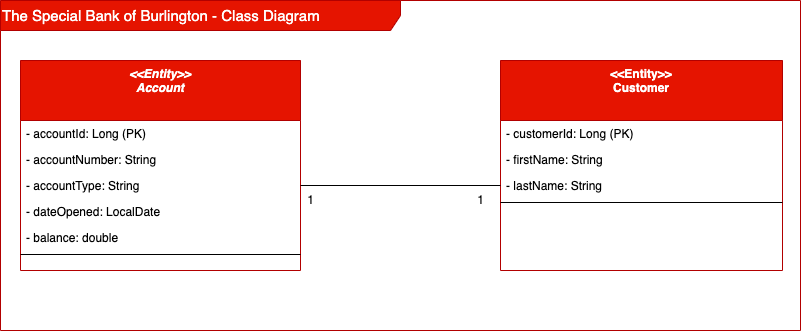 The Special Bank of Burlington - Class Diagram
<<Entity>>
Account
- accountId: Long (PK)
- accountNumber: String
- accountType: String
- dateOpened: LocalDate
- balance: double
1
1
<<Entity>>
Customer
- customerId: Long (PK)
- firstName: String
- lastName: String